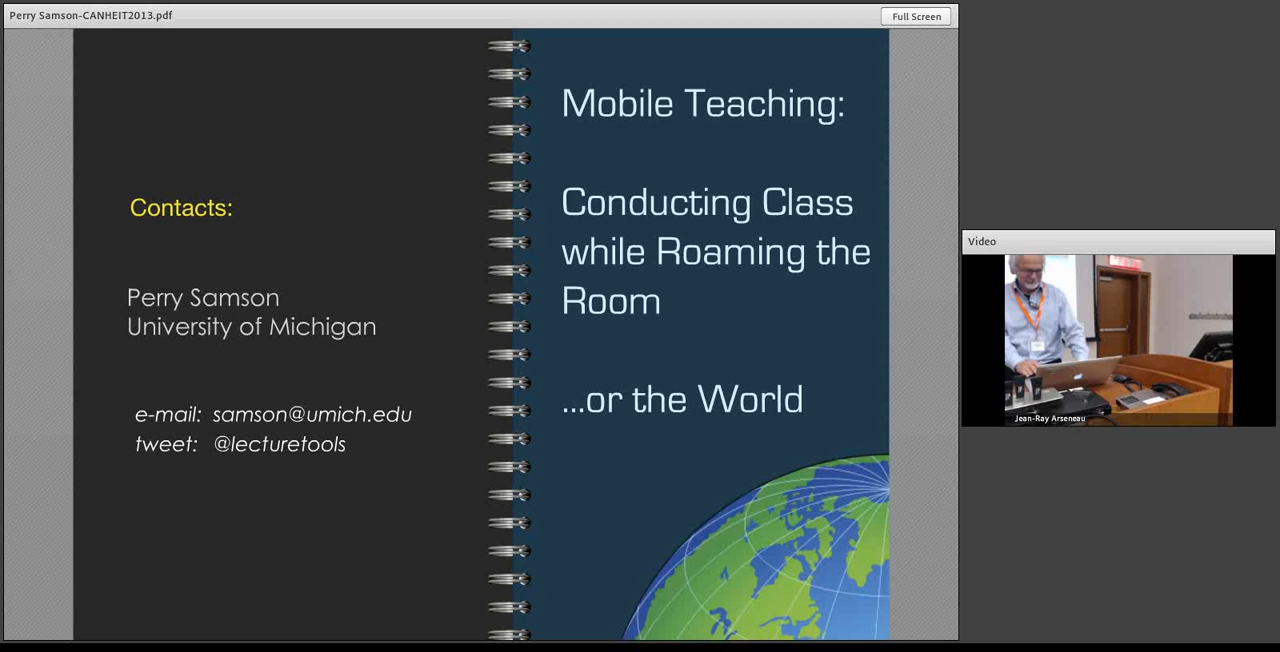 Perry Samson-CANHEIT2013.pdf
Full Screen
Contacts:
Perry Samson
University of Michigan
e-mail: samson@umich.edu
tweet: @lecturetools
Mobile Teaching:
Conducting Class
while Roaming the
Room
...or the World
Video
Jean-Ray Arseneau